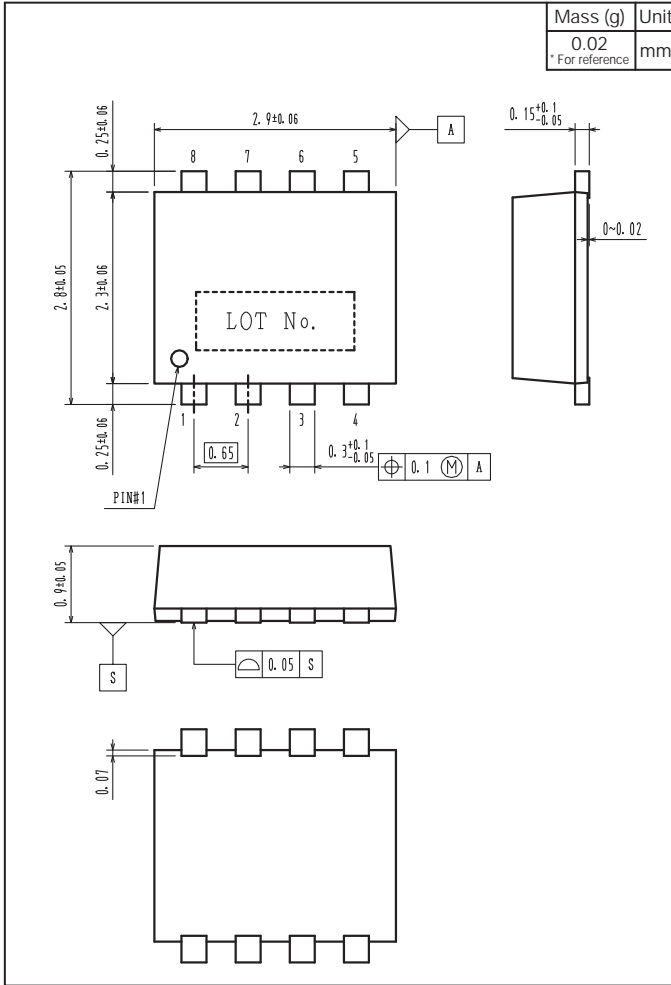 Mass (g) Unit
0.02 mm
* For reference
2.9±0.06
A
0.15+0.1
-0.05
0.25±0.06
8 7 6 5
0~0.02
2.8±0.05
2.3±0.06
LOT No.
0.25±0.06
1 2 3 4
0.65
0.3+0.1
-0.05
0.1 Ⓜ A
PIN#1
0.9±0.05
0.05 S
S
0.07